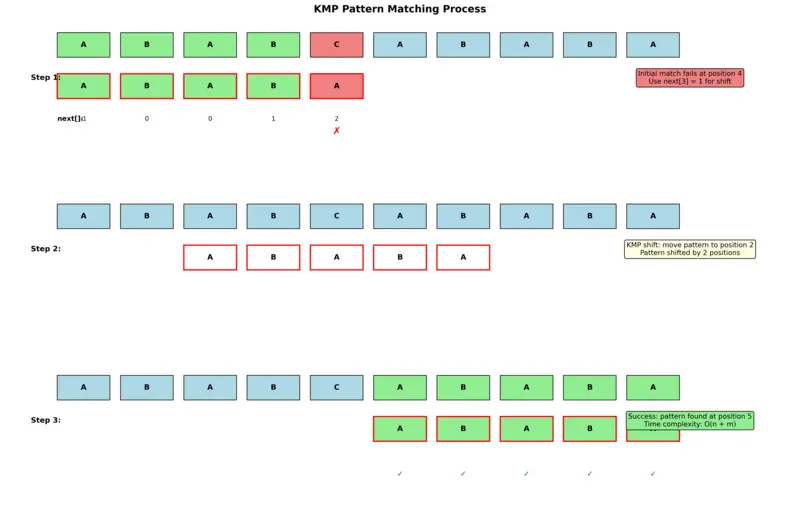 KMP Pattern Matching Process
A B A B C A B A B A
Step 1:
A B A B A
Initial match fails at position 4
Use next[3] = 1 for shift
next[]: 0 0 1 2
✗
A B A B C A B A B A
Step 2:
A B A B A
KMP shift: move pattern to position 2
Pattern shifted by 2 positions
A B A B C A B A B A
Step 3:
A B A B
Success: pattern found at position 5
Time complexity: O(n + m)
✓ ✓ ✓ ✓ ✓